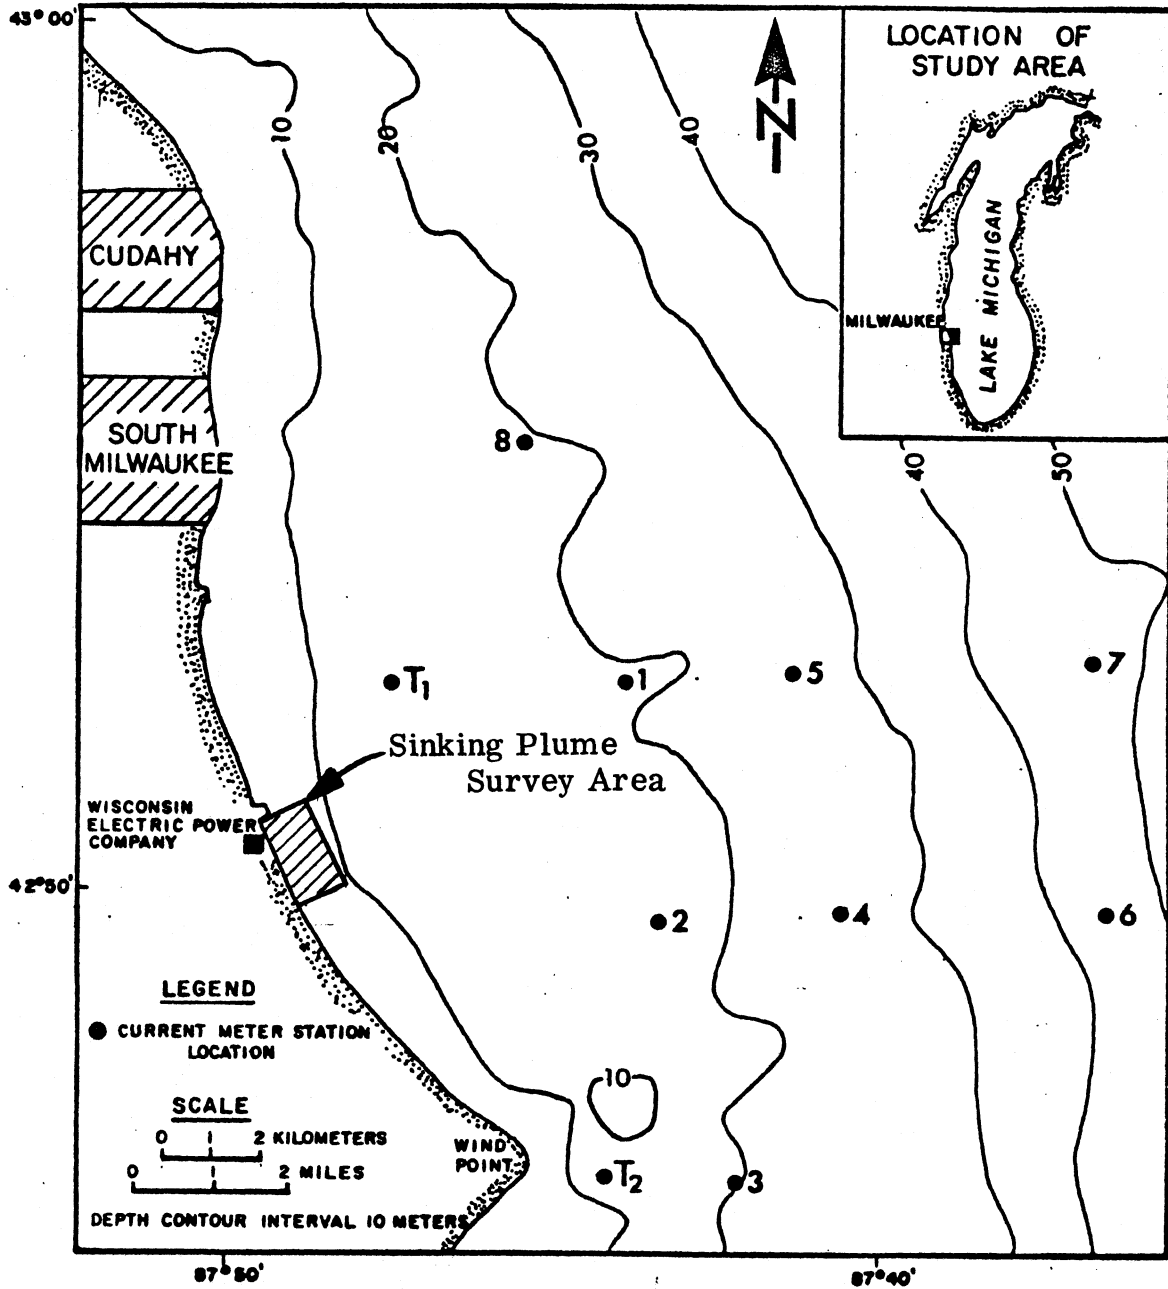 43°00'
LOCATION OF
STUDY AREA
N
10
20
30
40
LAKE MICHIGAN
MILWAUKEE
CUDAHY
SOUTH
MILWAUKEE
8
40
50
T1
1
5
7
Sinking Plume
Survey Area
WISCONSIN
ELECTRIC POWER
COMPANY
42°50'
2
4
6
LEGEND
CURRENT METER STATION
LOCATION
10
SCALE
0 1 2 KILOMETERS
0 1 2 MILES
WIND
POINT
T2
3
DEPTH CONTOUR INTERVAL 10 METERS
87°50'
87°40'